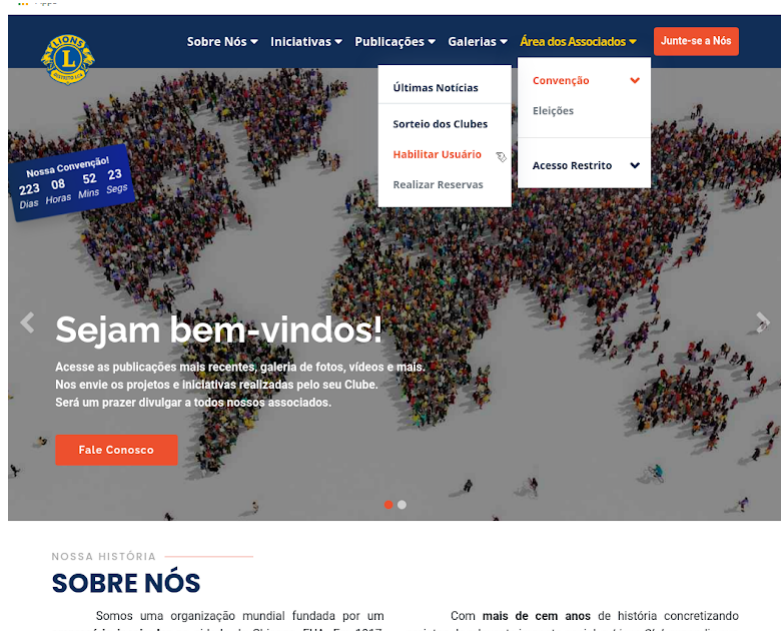 Sobre Nós
Iniciativas
Publicações
Galerias
Área dos Associados
Junte-se a Nós
LIONS
L
Últimas Notícias
Sorteio dos Clubes
Habilitar Usuário
Realizar Reservas
Convenção
Eleições
Acesso Restrito
Nossa Convenção!
223 08 52 23
Dias Horas Mins Segs
Sejam bem-vindos!
Acesse as publicações mais recentes, galeria de fotos, vídeos e mais.
Nos envie os projetos e iniciativas realizadas pelo seu Clube.
Será um prazer divulgar a todos nossos associados.
Fale Conosco
NOSSA HISTÓRIA
SOBRE NÓS
Somos uma organização mundial fundada por um
Com mais de cem anos de história concretizando